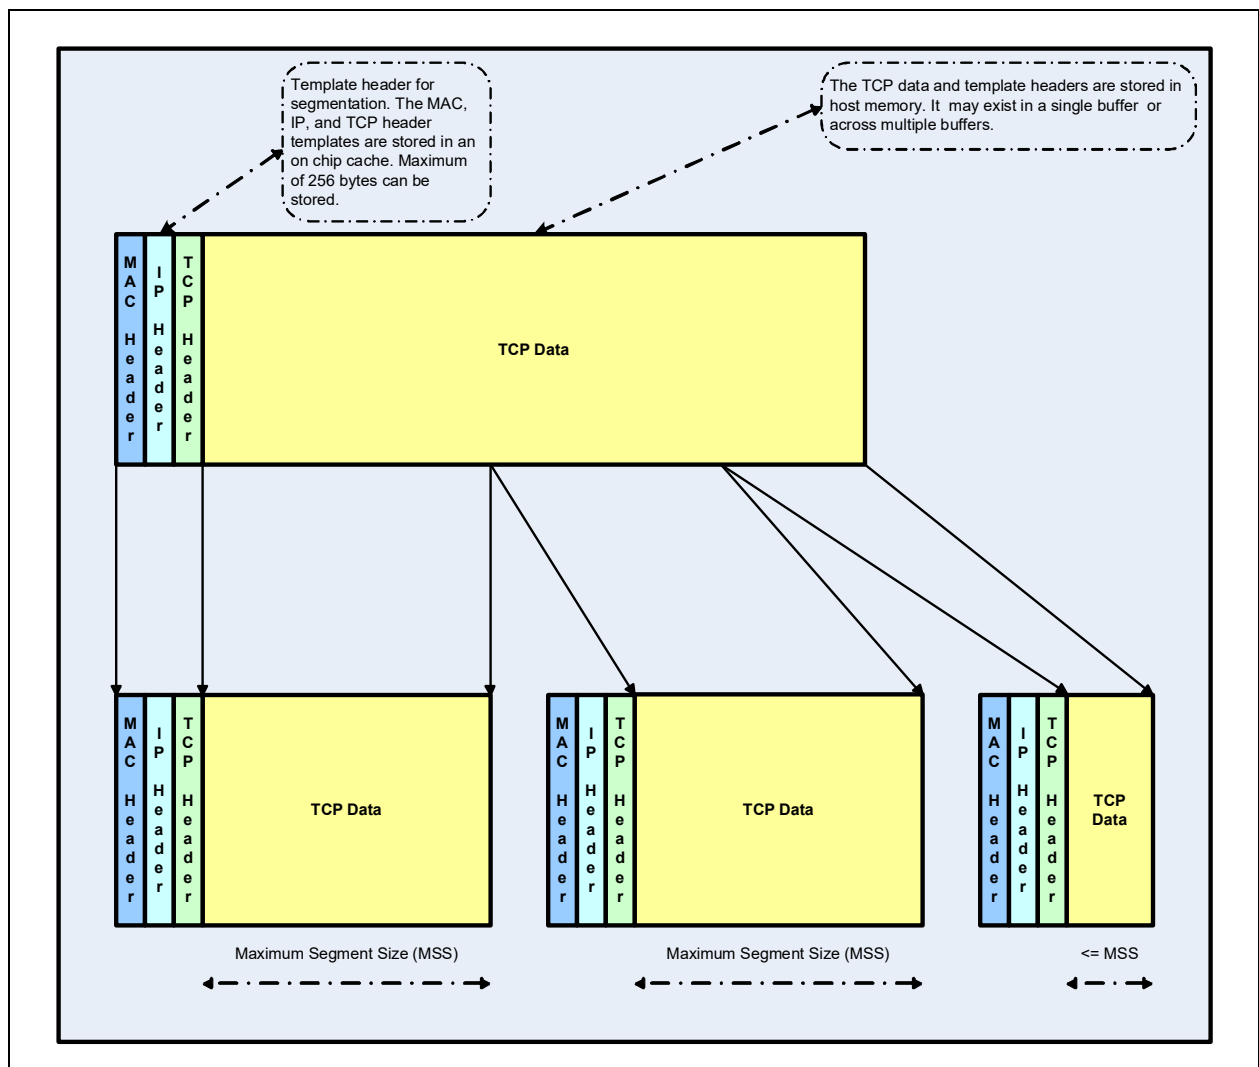 Template header for
segmentation. The MAC,
IP, and TCP header
templates are stored in an
on chip cache. Maximum
of 256 bytes can be
stored.
The TCP data and template headers are stored in
host memory. It may exist in a single buffer or
across multiple buffers.
MAC Header
IP Header
TCP Header
TCP Data
MAC Header
IP Header
TCP Header
TCP Data
MAC Header
IP Header
TCP Header
TCP Data
MAC Header
IP Header
TCP Header
TCP
Data
Maximum Segment Size (MSS)
Maximum Segment Size (MSS)
<= MSS